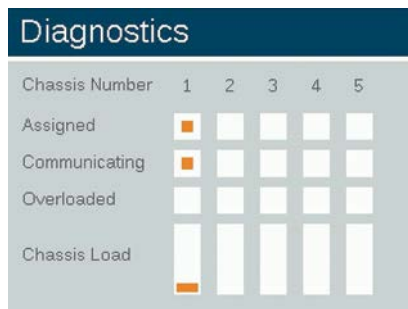 Diagnostics
Chassis Number 1 2 3 4 5
Assigned
Communicating
Overloaded
Chassis Load